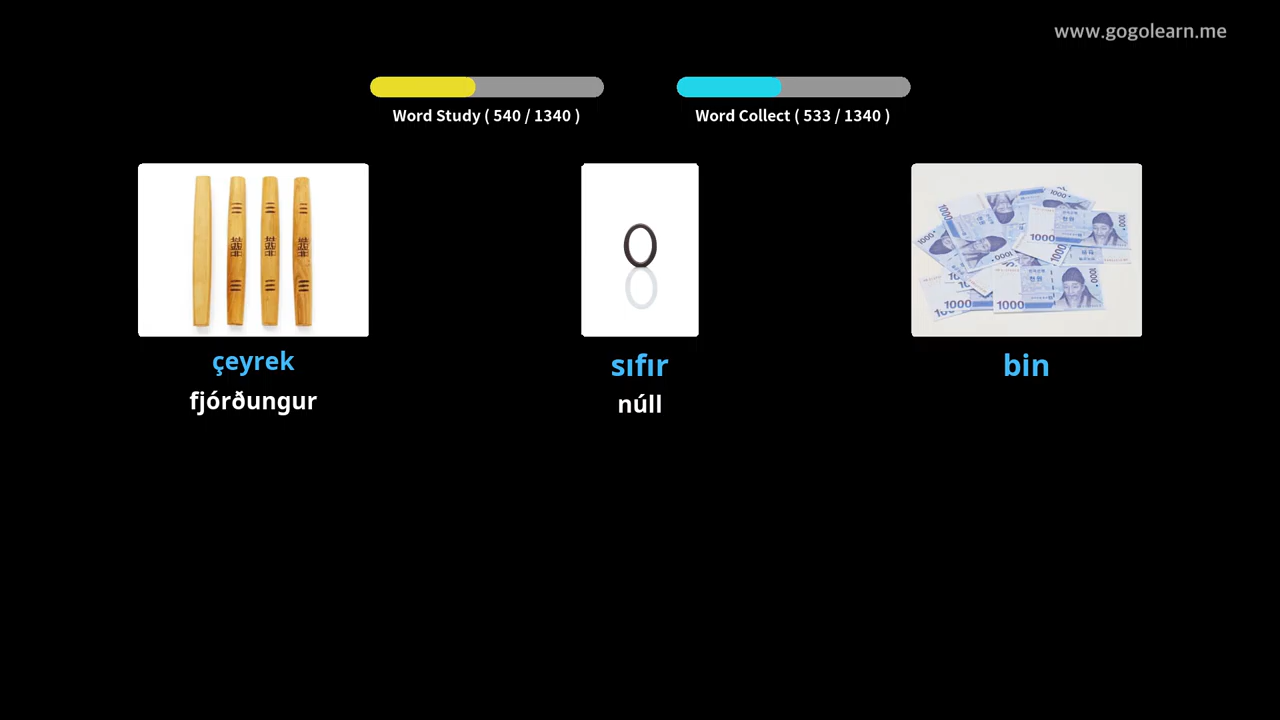 www.gogolearn.me
Word Study ( 540 / 1340 )
Word Collect ( 533 / 1340 )
çeyrek
fjórðungur
sıfır
núll
bin